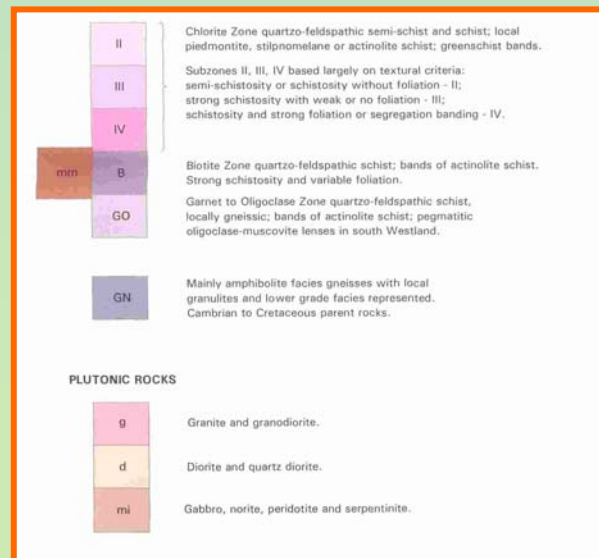 II
Chlorite Zone quartzo-feldspathic semi-schist and schist; local
piedmontite, stilpnomelane or actinolite schist; greenschist bands.
III
Subzones II, III, IV based largely on textural criteria:
semi-schistosity or schistosity without foliation - II;
strong schistosity with weak or no foliation - III;
schistosity and strong foliation or segregation banding - IV.
IV
mm
B
Biotite Zone quartzo-feldspathic schist; bands of actinolite schist.
Strong schistosity and variable foliation.
GO
Garnet to Oligoclase Zone quartzo-feldspathic schist,
locally gneissic; bands of actinolite schist; pegmatitic
oligoclase-muscovite lenses in south Westland.
GN
Mainly amphibolite facies gneisses with local
granulites and lower grade facies represented.
Cambrian to Cretaceous parent rocks.
PLUTONIC ROCKS
g
Granite and granodiorite.
d
Diorite and quartz diorite.
mi
Gabbro, norite, peridotite and serpentinite.